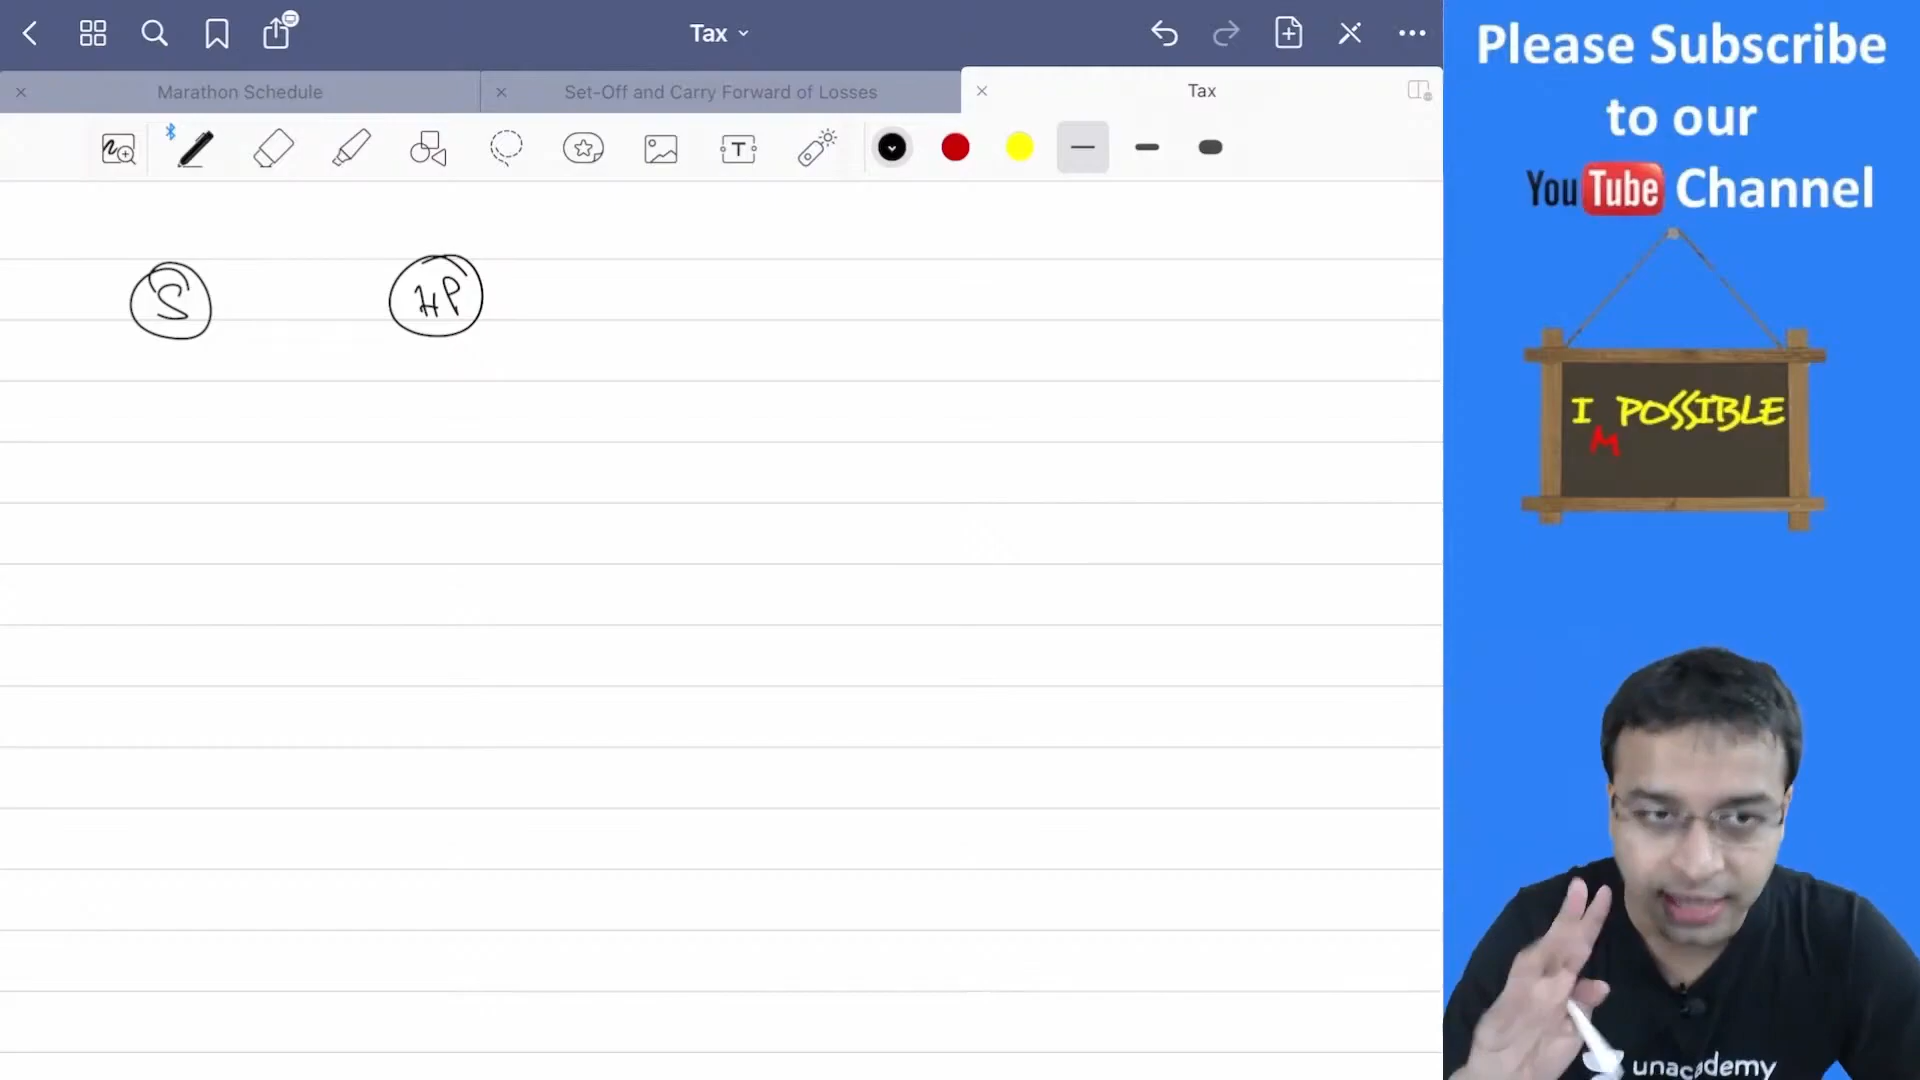 Tax
Marathon Schedule
Set-Off and Carry Forward of Losses
Tax
T
S
HP
Please Subscribe
to our
YouTube Channel
I POSSIBLE
M
unacademy